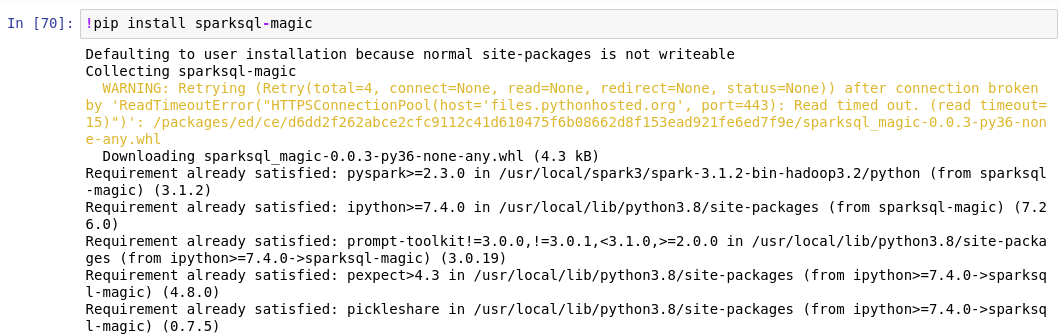 In [70]: !pip install sparksql-magic
Defaulting to user installation because normal site-packages is not writeable
Collecting sparksql-magic
  WARNING: Retrying (Retry(total=4, connect=None, read=None, redirect=None, status=None)) after connection broken
by 'ReadTimeoutError("HTTPSConnectionPool(host='files.pythonhosted.org', port=443): Read timed out. (read timeout=
15)")': /packages/ed/ce/d6dd2f262abce2cfc9112c41d610475f6b08662d8f153ead921fe6ed7f9e/sparksql_magic-0.0.3-py36-non
e-any.whl
  Downloading sparksql_magic-0.0.3-py36-none-any.whl (4.3 kB)
Requirement already satisfied: pyspark>=2.3.0 in /usr/local/spark3/spark-3.1.2-bin-hadoop3.2/python (from sparksql
-magic) (3.1.2)
Requirement already satisfied: ipython>=7.4.0 in /usr/local/lib/python3.8/site-packages (from sparksql-magic) (7.2
6.0)
Requirement already satisfied: prompt-toolkit!=3.0.0,!=3.0.1,<3.1.0,>=2.0.0 in /usr/local/lib/python3.8/site-packa
ges (from ipython>=7.4.0->sparksql-magic) (3.0.19)
Requirement already satisfied: pexpect>4.3 in /usr/local/lib/python3.8/site-packages (from ipython>=7.4.0->sparksq
l-magic) (4.8.0)
Requirement already satisfied: pickleshare in /usr/local/lib/python3.8/site-packages (from ipython>=7.4.0->sparksq
l-magic) (0.7.5)